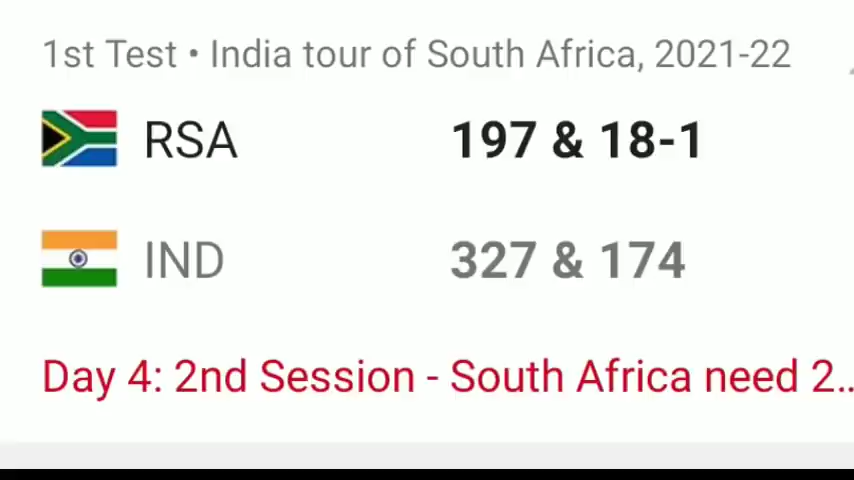 1st Test • India tour of South Africa, 2021-22
RSA 197 & 18-1
IND 327 & 174
Day 4: 2nd Session - South Africa need 2..